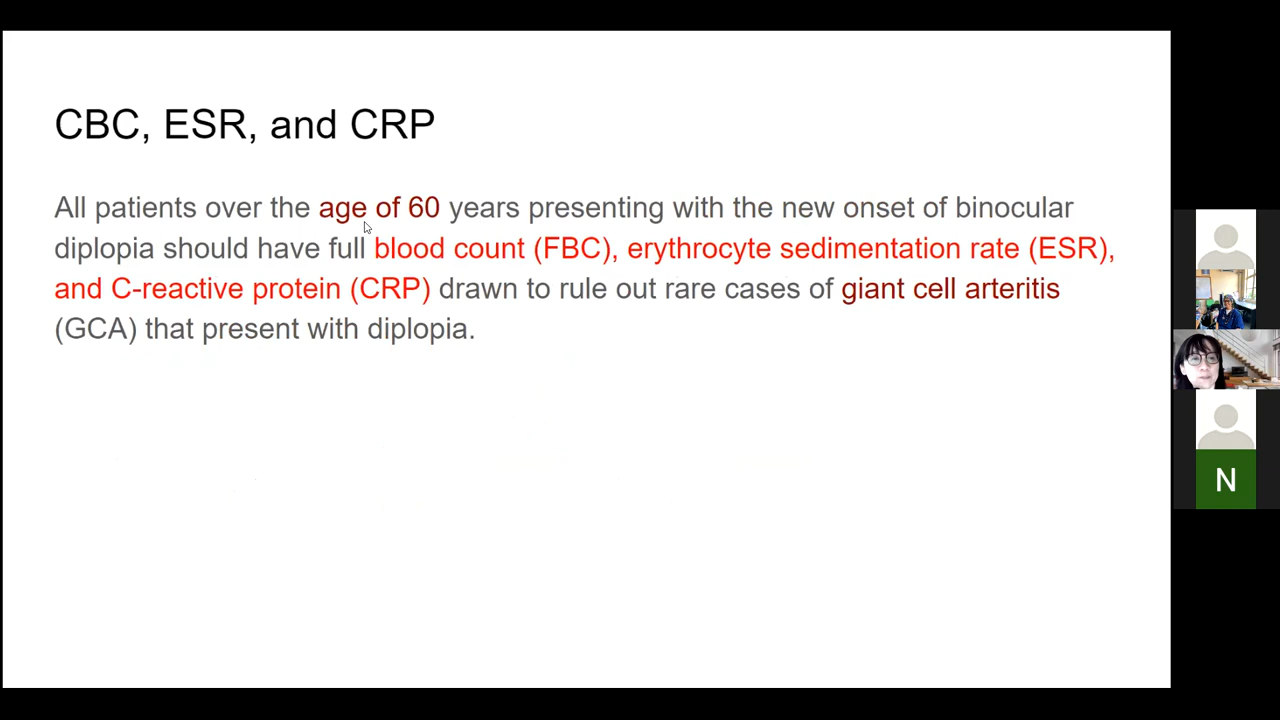 CBC, ESR, and CRP
All patients over the age of 60 years presenting with the new onset of binocular
diplopia should have full blood count (FBC), erythrocyte sedimentation rate (ESR),
and C-reactive protein (CRP) drawn to rule out rare cases of giant cell arteritis
(GCA) that present with diplopia.
N